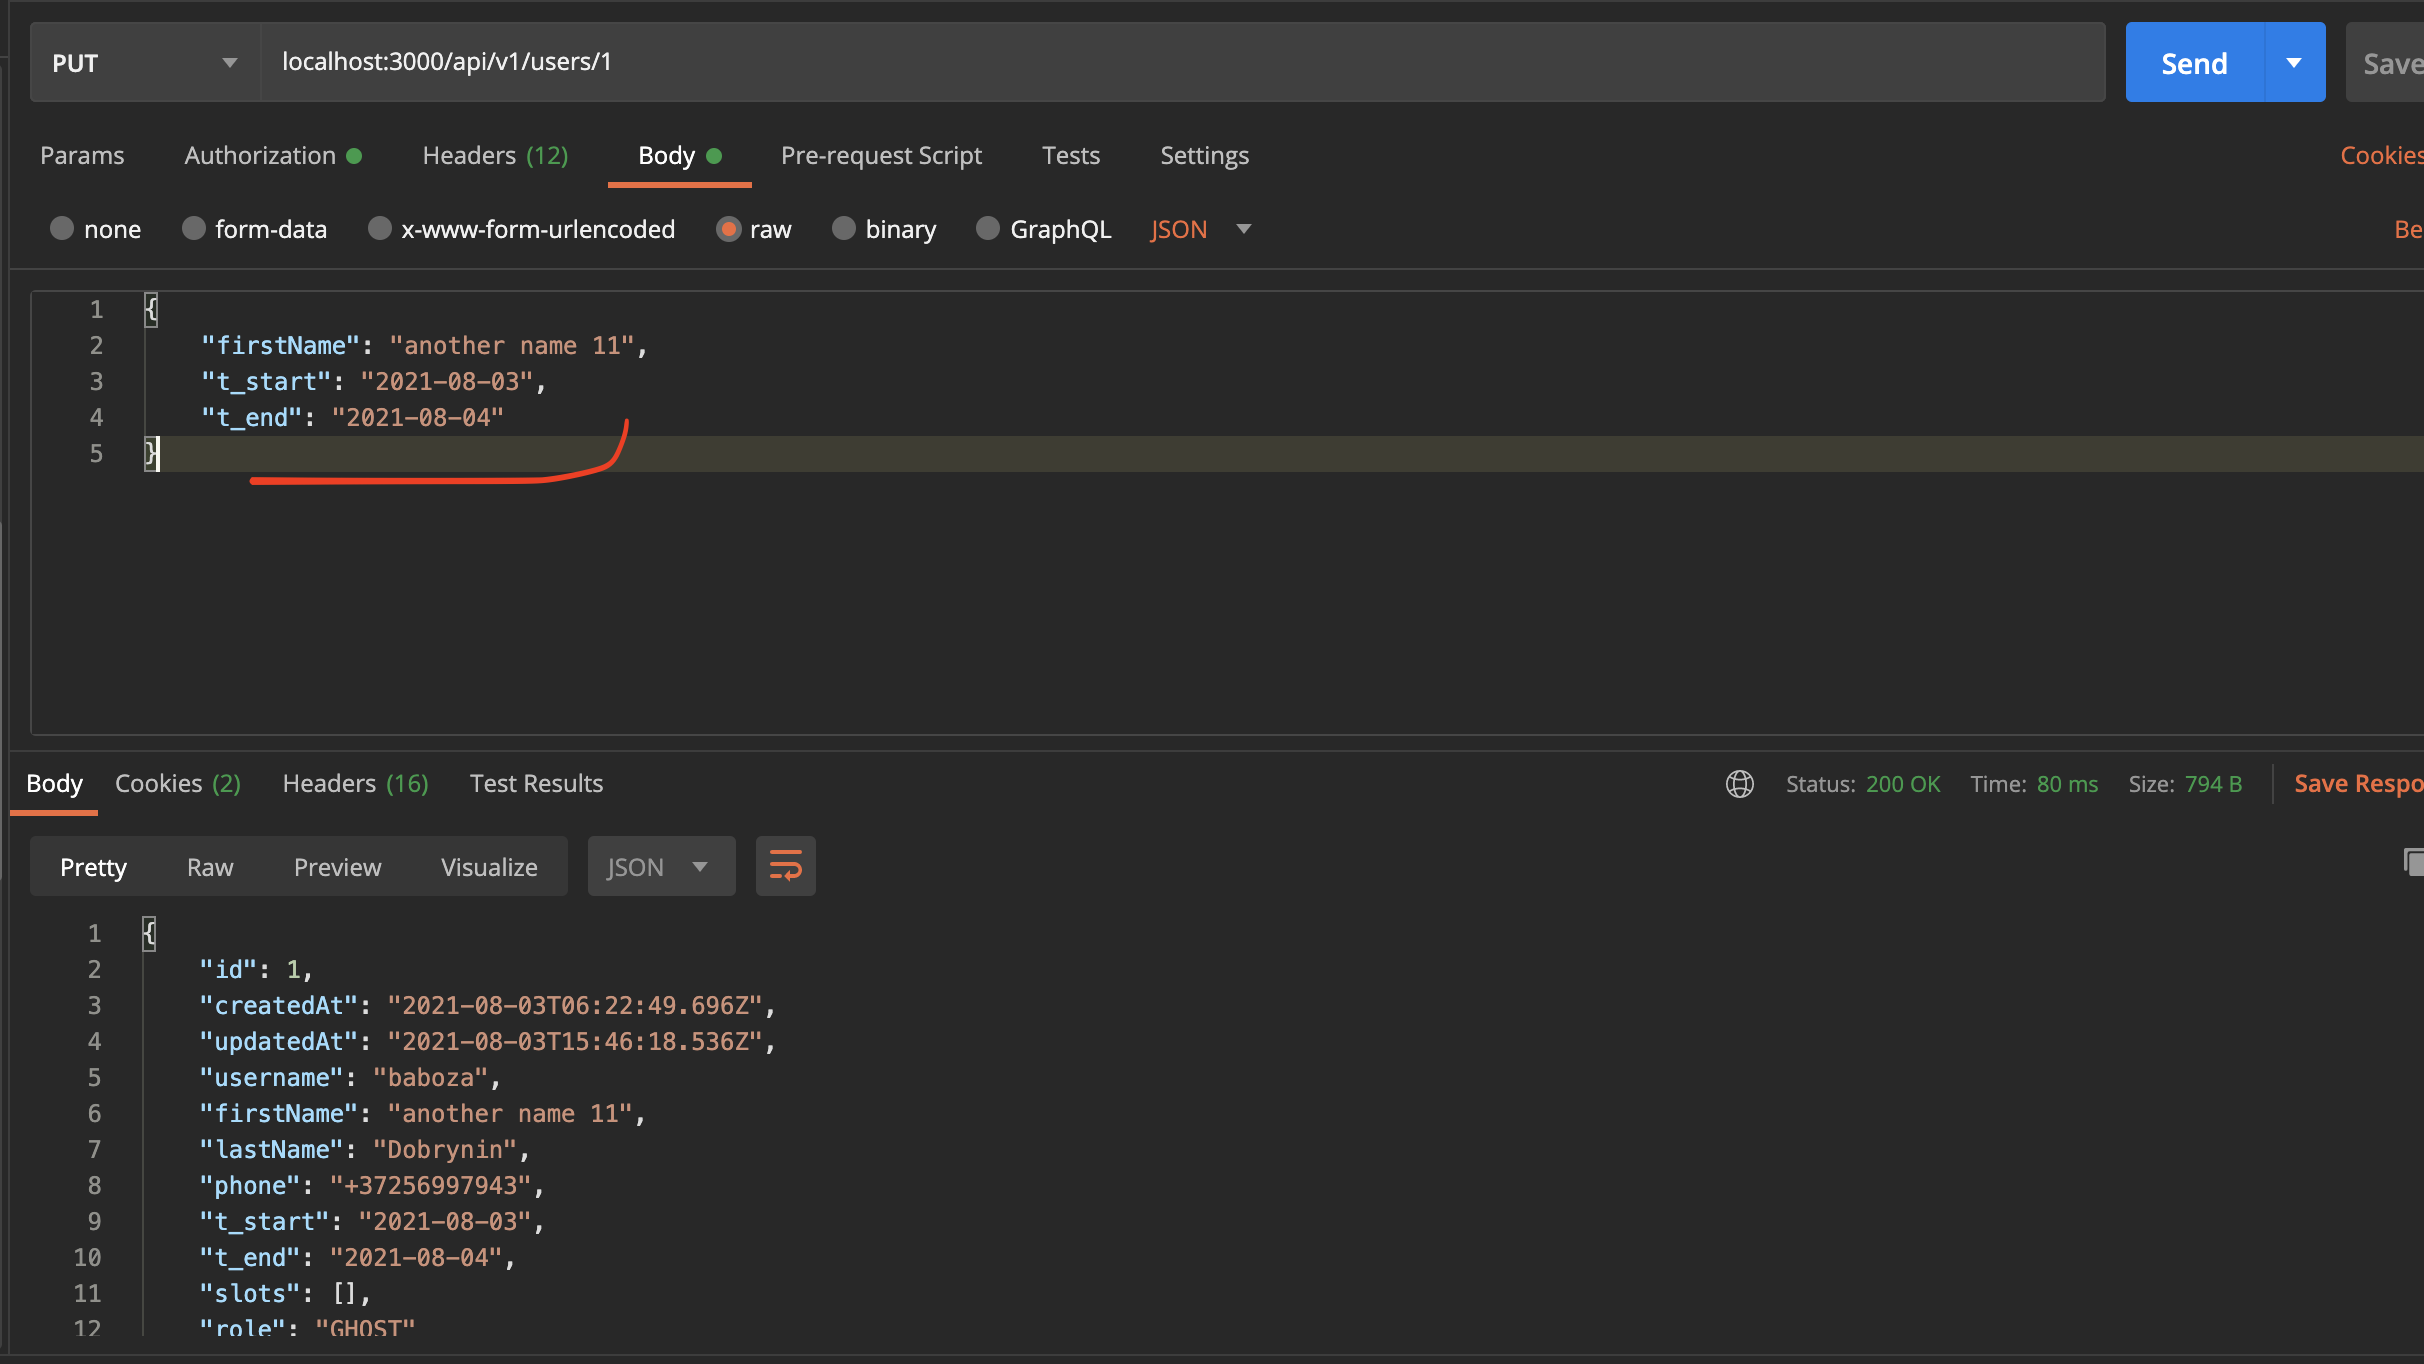 PUT localhost:3000/api/v1/users/1 Send Save
Params Authorization Headers (12) Body Pre-request Script Tests Settings Cookies
none form-data x-www-form-urlencoded raw binary GraphQL JSON Be
1 {
2 "firstName": "another name 11",
3 "t_start": "2021-08-03",
4 "t_end": "2021-08-04"
5 }
Body Cookies (2) Headers (16) Test Results Status: 200 OK Time: 80 ms Size: 794 B Save Respo
Pretty Raw Preview Visualize JSON
1 {
2 "id": 1,
3 "createdAt": "2021-08-03T06:22:49.696Z",
4 "updatedAt": "2021-08-03T15:46:18.536Z",
5 "username": "baboza",
6 "firstName": "another name 11",
7 "lastName": "Dobrynin",
8 "phone": "+37256997943",
9 "t_start": "2021-08-03",
10 "t_end": "2021-08-04",
11 "slots": [],
12 "role": "GHOST"